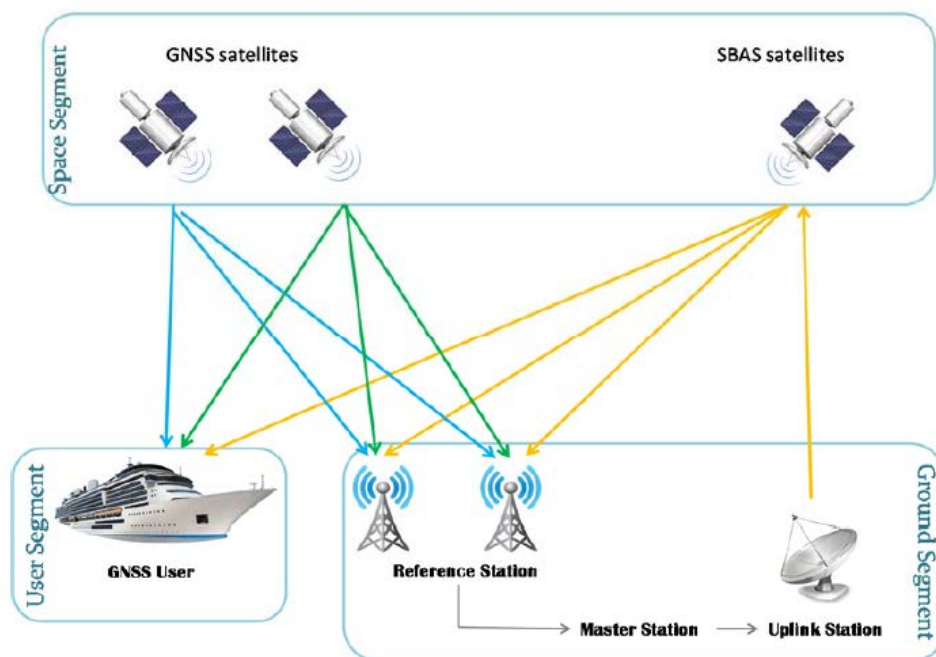 GNSS satellites
SBAS satellites
Space Segment
User Segment
GNSS User
Reference Station
Master Station
Uplink Station
Ground Segment